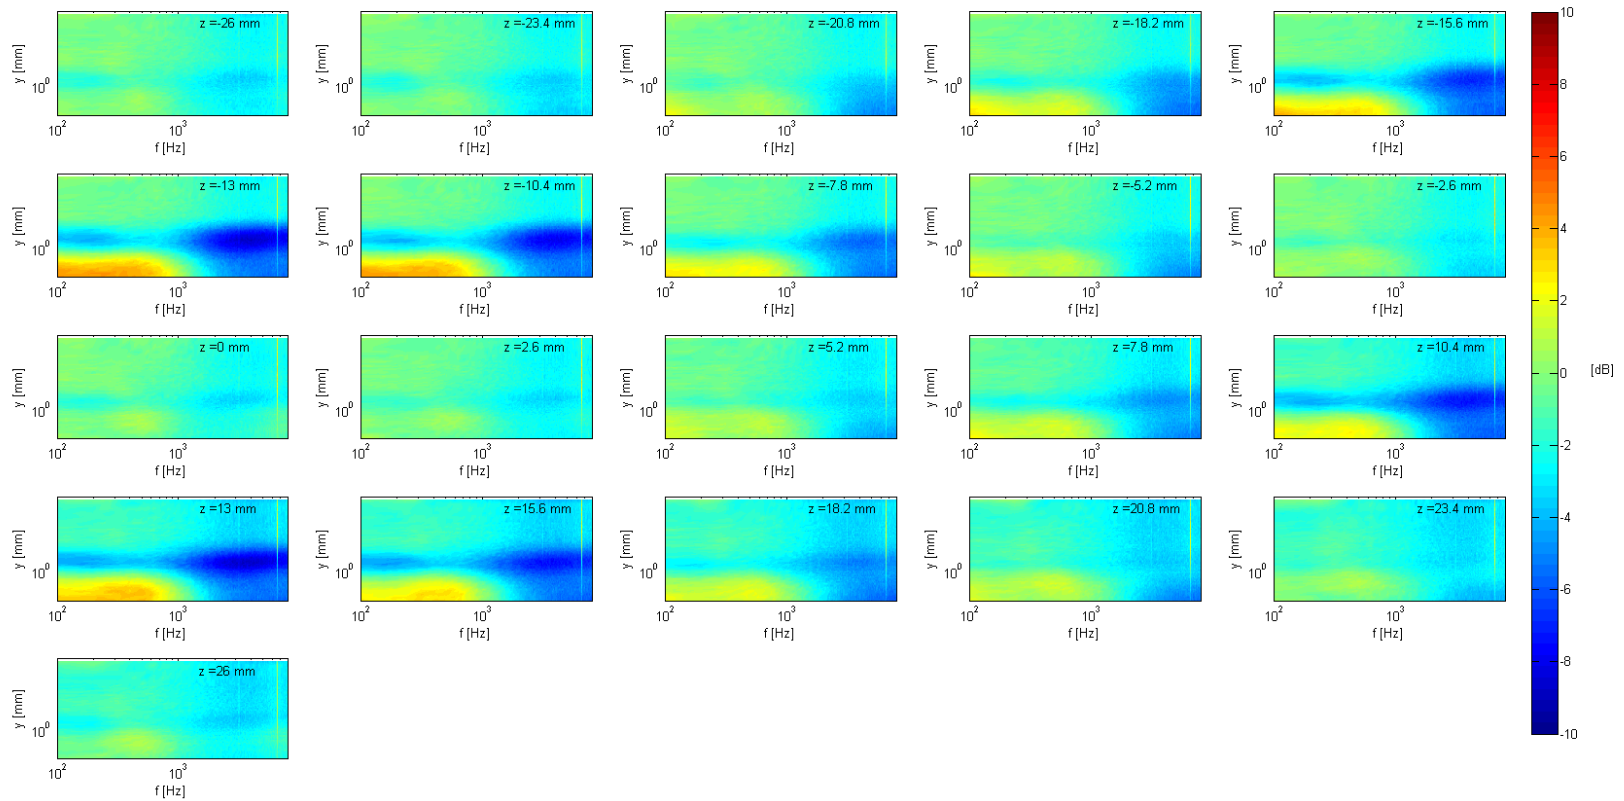 z =-26 mm
y [mm]
10^0
10^2
10^3
f [Hz]
z =-23.4 mm
y [mm]
10^0
10^2
10^3
f [Hz]
z =-20.8 mm
y [mm]
10^0
10^2
10^3
f [Hz]
z =-18.2 mm
y [mm]
10^0
10^2
10^3
f [Hz]
z =-15.6 mm
y [mm]
10^0
10^2
10^3
f [Hz]
z =-13 mm
y [mm]
10^0
10^2
10^3
f [Hz]
z =-10.4 mm
y [mm]
10^0
10^2
10^3
f [Hz]
z =-7.8 mm
y [mm]
10^0
10^2
10^3
f [Hz]
z =-5.2 mm
y [mm]
10^0
10^2
10^3
f [Hz]
z =-2.6 mm
y [mm]
10^0
10^2
10^3
f [Hz]
z =0 mm
y [mm]
10^0
10^2
10^3
f [Hz]
z =2.6 mm
y [mm]
10^0
10^2
10^3
f [Hz]
z =5.2 mm
y [mm]
10^0
10^2
10^3
f [Hz]
z =7.8 mm
y [mm]
10^0
10^2
10^3
f [Hz]
z =10.4 mm
y [mm]
10^0
10^2
10^3
f [Hz]
z =13 mm
y [mm]
10^0
10^2
10^3
f [Hz]
z =15.6 mm
y [mm]
10^0
10^2
10^3
f [Hz]
z =18.2 mm
y [mm]
10^0
10^2
10^3
f [Hz]
z =20.8 mm
y [mm]
10^0
10^2
10^3
f [Hz]
z =23.4 mm
y [mm]
10^0
10^2
10^3
f [Hz]
z =26 mm
y [mm]
10^0
10^2
10^3
f [Hz]
10
8
6
4
2
0
[dB]
-2
-4
-6
-8
-10